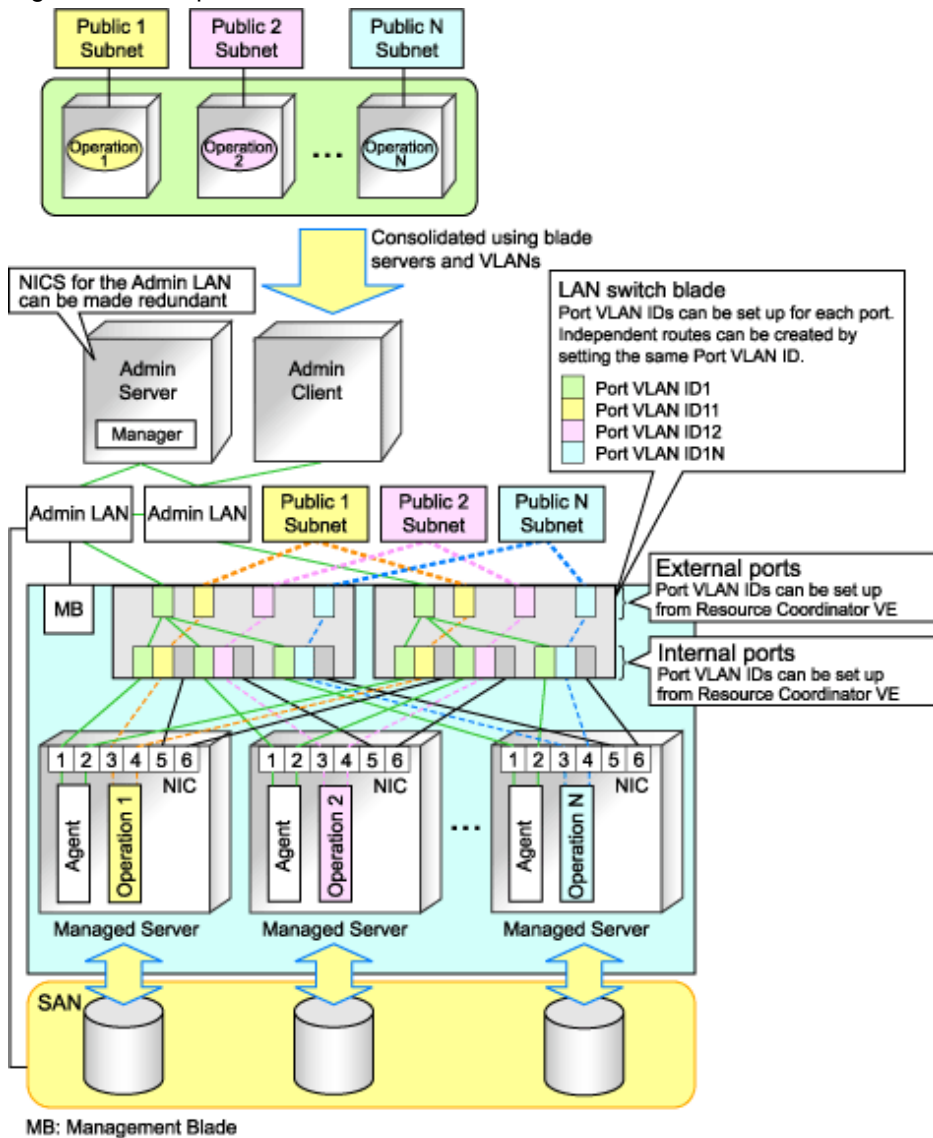 Public 1
Subnet
Public 2
Subnet
Public N
Subnet
Operation
1
Operation
2
...
Operation
N
Consolidated using blade
servers and VLANs
NICS for the Admin LAN
can be made redundant
LAN switch blade
Port VLAN IDs can be set up for each port.
Independent routes can be created by
setting the same Port VLAN ID.
Port VLAN ID1
Port VLAN ID11
Port VLAN ID12
Port VLAN ID1N
Admin
Server
Manager
Admin
Client
Admin LAN
Admin LAN
Public 1
Subnet
Public 2
Subnet
Public N
Subnet
MB
External ports
Port VLAN IDs can be set up
from Resource Coordinator VE
Internal ports
Port VLAN IDs can be set up
from Resource Coordinator VE
1 2 3 4 5 6
NIC
Agent
Operation 1
Managed Server
1 2 3 4 5 6
NIC
Agent
Operation 2
Managed Server
...
1 2 3 4 5 6
NIC
Agent
Operation N
Managed Server
SAN
MB: Management Blade